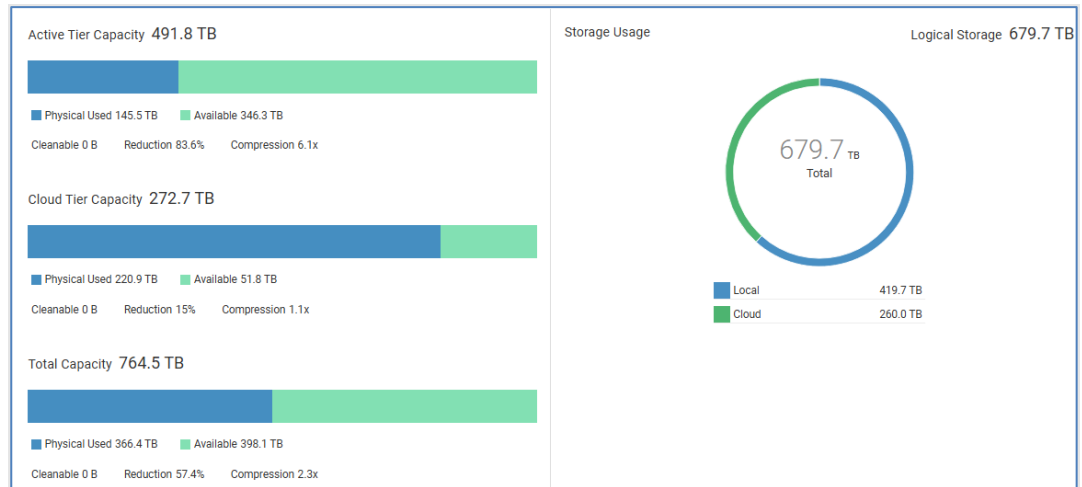 Active Tier Capacity 491.8 TB
Physical Used 145.5 TB Available 346.3 TB
Cleanable 0 B Reduction 83.6% Compression 6.1x
Cloud Tier Capacity 272.7 TB
Physical Used 220.9 TB Available 51.8 TB
Cleanable 0 B Reduction 15% Compression 1.1x
Total Capacity 764.5 TB
Physical Used 366.4 TB Available 398.1 TB
Cleanable 0 B Reduction 57.4% Compression 2.3x
Storage Usage Logical Storage 679.7 TB
679.7 TB
Total
Local 419.7 TB
Cloud 260.0 TB